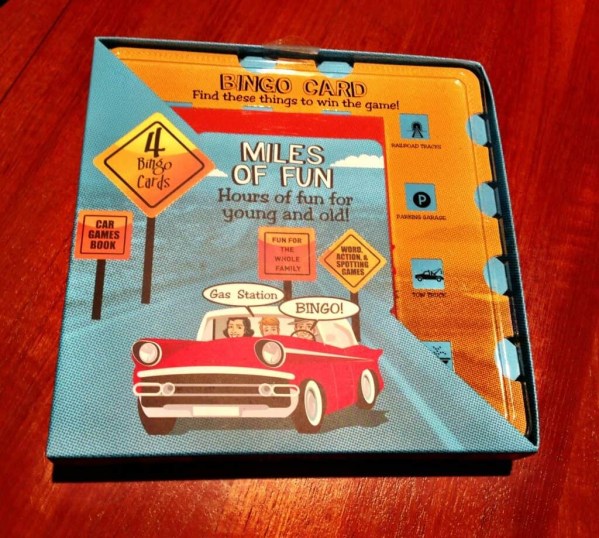 BINGO CARD
Find these things to win the game!
RAILROAD TRACKS
P
PARKING GARAGE
TOW TRUCK
4
Bingo
Cards
MILES
OF FUN
Hours of fun for
young and old!
CAR
GAMES
BOOK
FUN FOR
THE
WHOLE
FAMILY
WORD,
ACTION, &
SPOTTING
GAMES
Gas Station
BINGO!